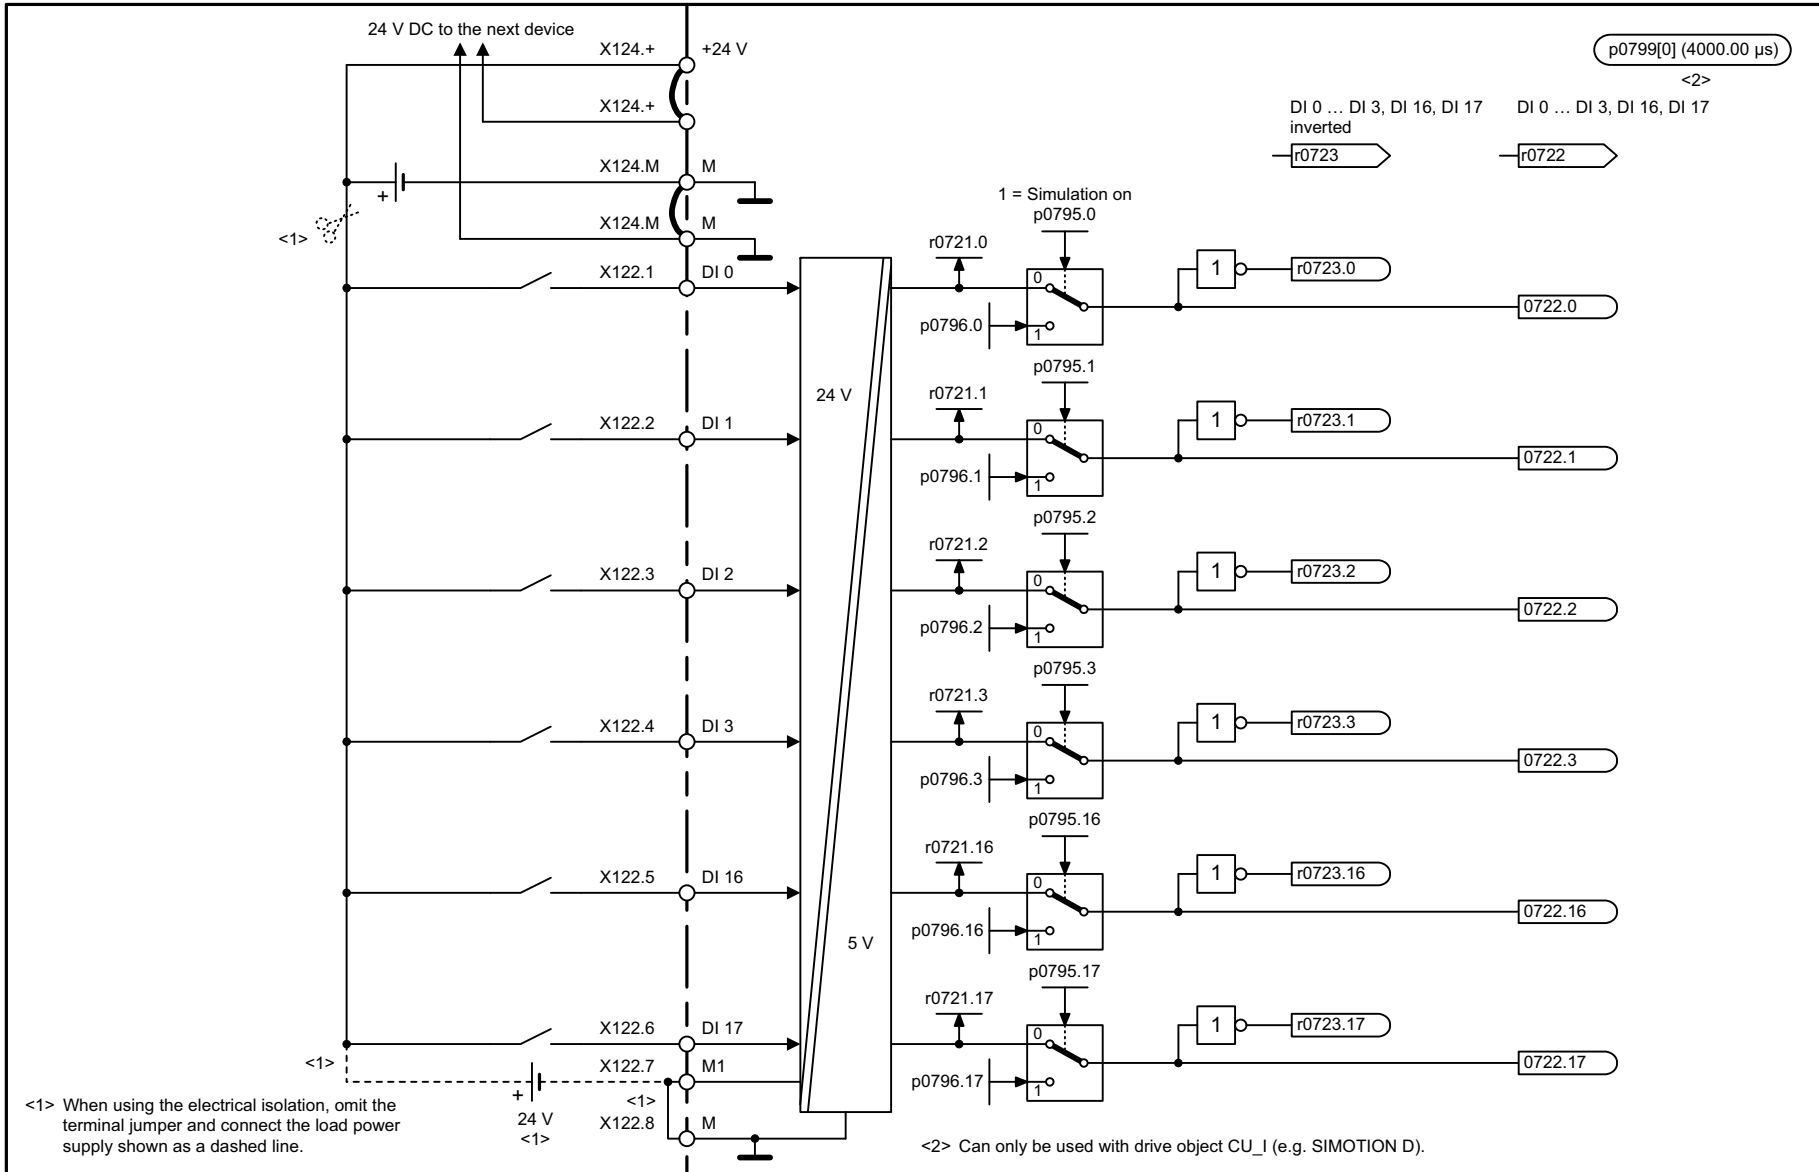 24 V DC to the next device
X124.+ +24 V
X124.+
X124.M M
+
X124.M M
<1>
p0799[0] (4000.00 µs)
<2>
DI 0 … DI 3, DI 16, DI 17
inverted
DI 0 … DI 3, DI 16, DI 17
r0723
r0722
1 = Simulation on
p0795.0
X122.1 DI 0
r0721.0
0
p0796.0
1
1
r0723.0
0722.0
24 V
p0795.1
X122.2 DI 1
r0721.1
0
p0796.1
1
1
r0723.1
0722.1
p0795.2
X122.3 DI 2
r0721.2
0
p0796.2
1
1
r0723.2
0722.2
p0795.3
X122.4 DI 3
r0721.3
0
p0796.3
1
1
r0723.3
0722.3
p0795.16
X122.5 DI 16
r0721.16
0
p0796.16
1
1
r0723.16
0722.16
5 V
p0795.17
X122.6 DI 17
r0721.17
0
p0796.17
1
1
r0723.17
0722.17
<1>
X122.7 M1
+
24 V
<1>
<1>
X122.8 M
<1> When using the electrical isolation, omit the
terminal jumper and connect the load power
supply shown as a dashed line.
<2> Can only be used with drive object CU_I (e.g. SIMOTION D).